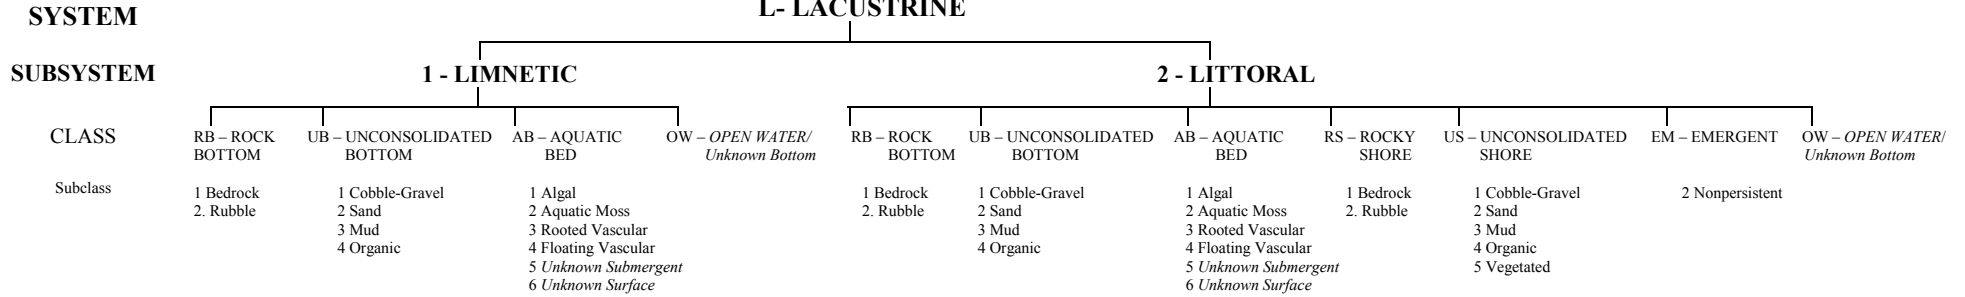 SYSTEM
L- LACUSTRINE
SUBSYSTEM
1 - LIMNETIC
2 - LITTORAL
CLASS
RB – ROCK
BOTTOM
UB – UNCONSOLIDATED
BOTTOM
AB – AQUATIC
BED
OW – OPEN WATER/
Unknown Bottom
RB – ROCK
BOTTOM
UB – UNCONSOLIDATED
BOTTOM
AB – AQUATIC
BED
RS – ROCKY
SHORE
US – UNCONSOLIDATED
SHORE
EM – EMERGENT
OW – OPEN WATER/
Unknown Bottom
Subclass
1 Bedrock
2. Rubble
1 Cobble-Gravel
2 Sand
3 Mud
4 Organic
1 Algal
2 Aquatic Moss
3 Rooted Vascular
4 Floating Vascular
5 Unknown Submergent
6 Unknown Surface
1 Bedrock
2. Rubble
1 Cobble-Gravel
2 Sand
3 Mud
4 Organic
1 Algal
2 Aquatic Moss
3 Rooted Vascular
4 Floating Vascular
5 Unknown Submergent
6 Unknown Surface
1 Bedrock
2. Rubble
1 Cobble-Gravel
2 Sand
3 Mud
4 Organic
5 Vegetated
2 Nonpersistent